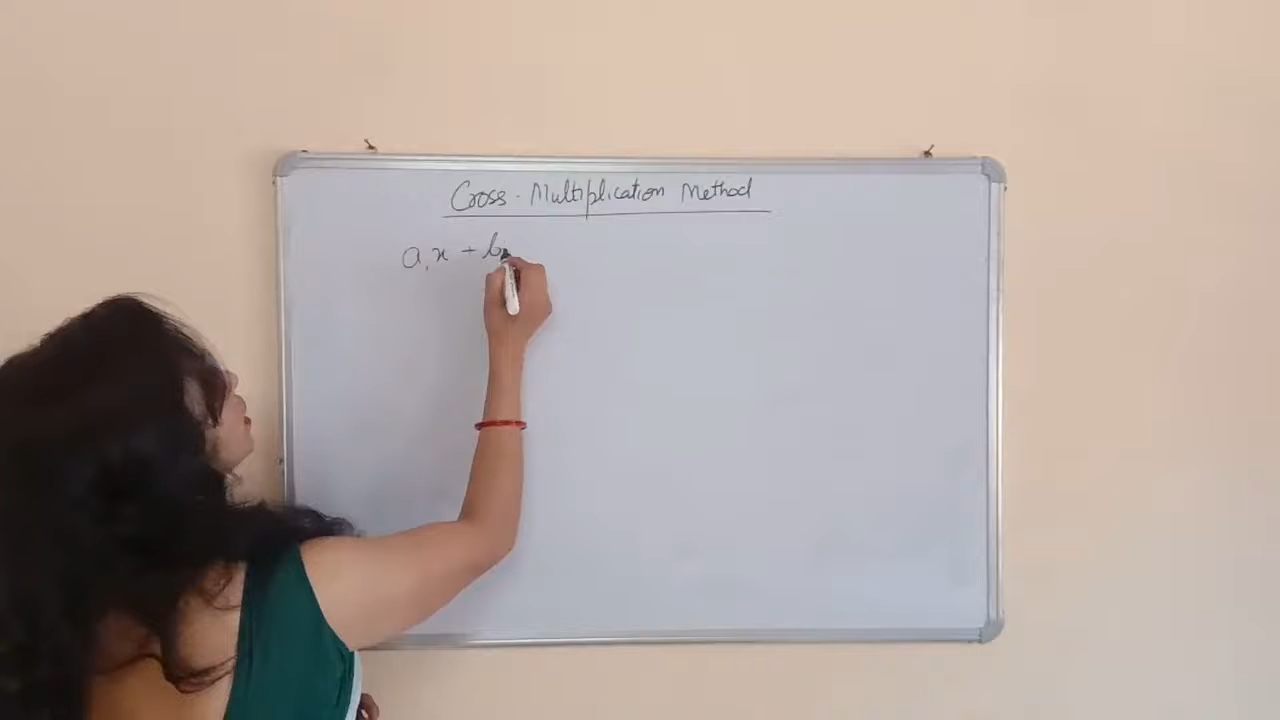 Cross - Multiplication Method
a₁x + b